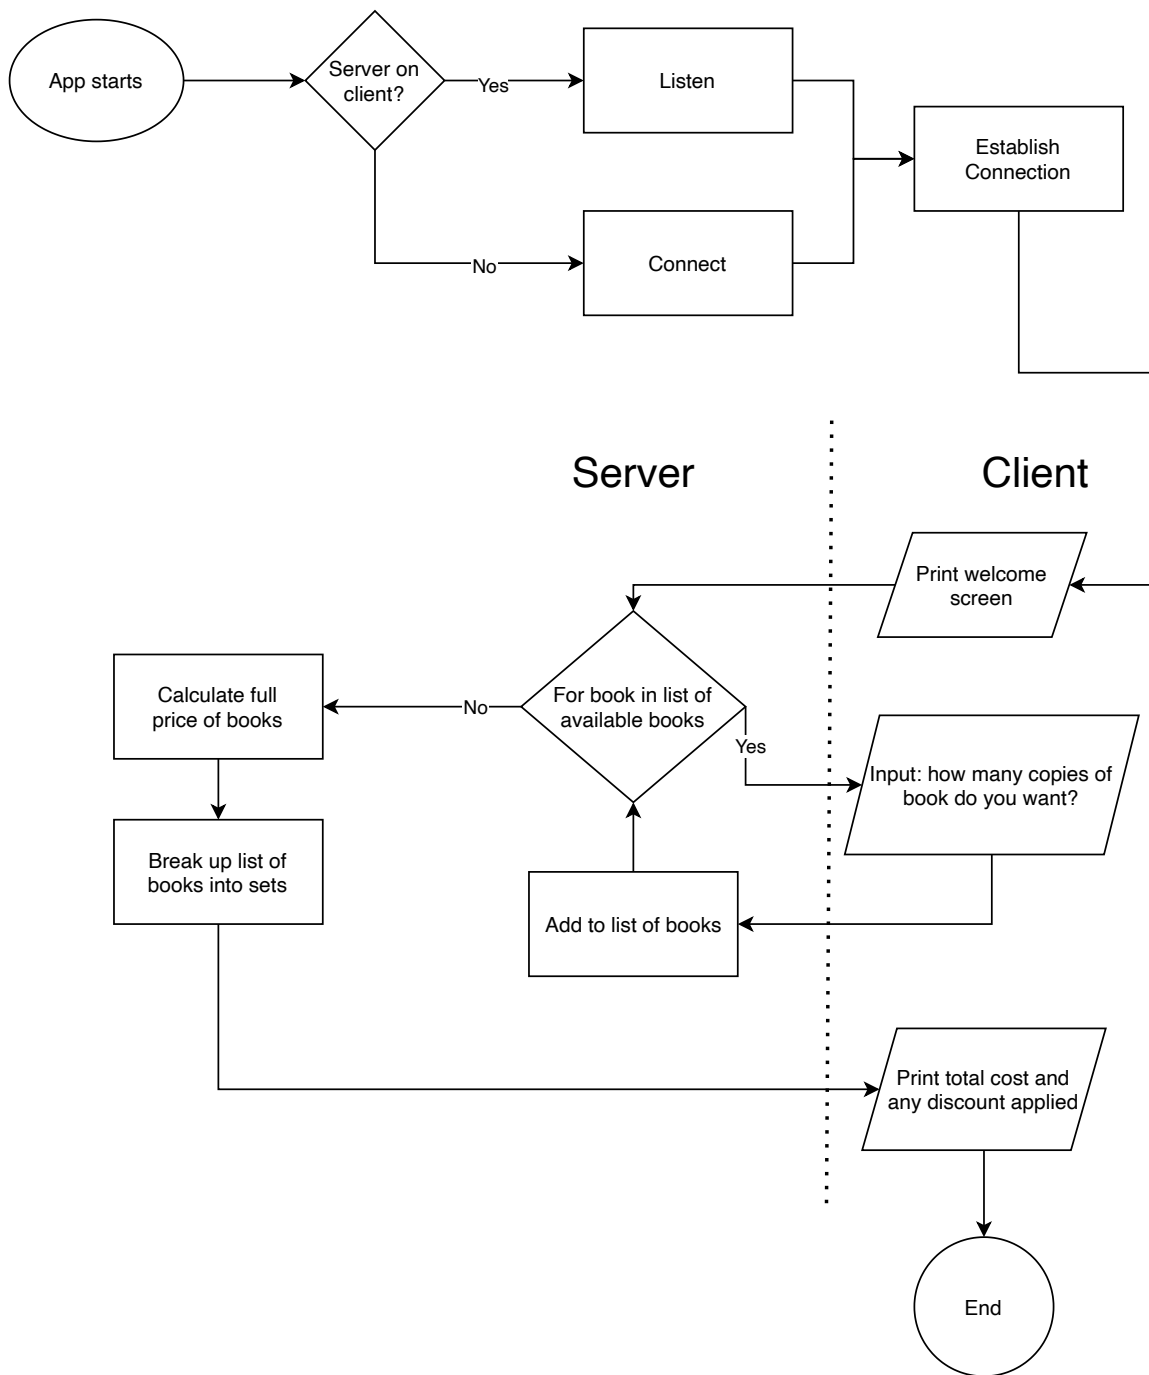 App starts
Server on
client?
Yes
Listen
Establish
Connection
No
Connect
Server
Client
Print welcome
screen
For book in list of
available books
No
Calculate full
price of books
Yes
Input: how many copies of
book do you want?
Break up list of
books into sets
Add to list of books
Print total cost and
any discount applied
End